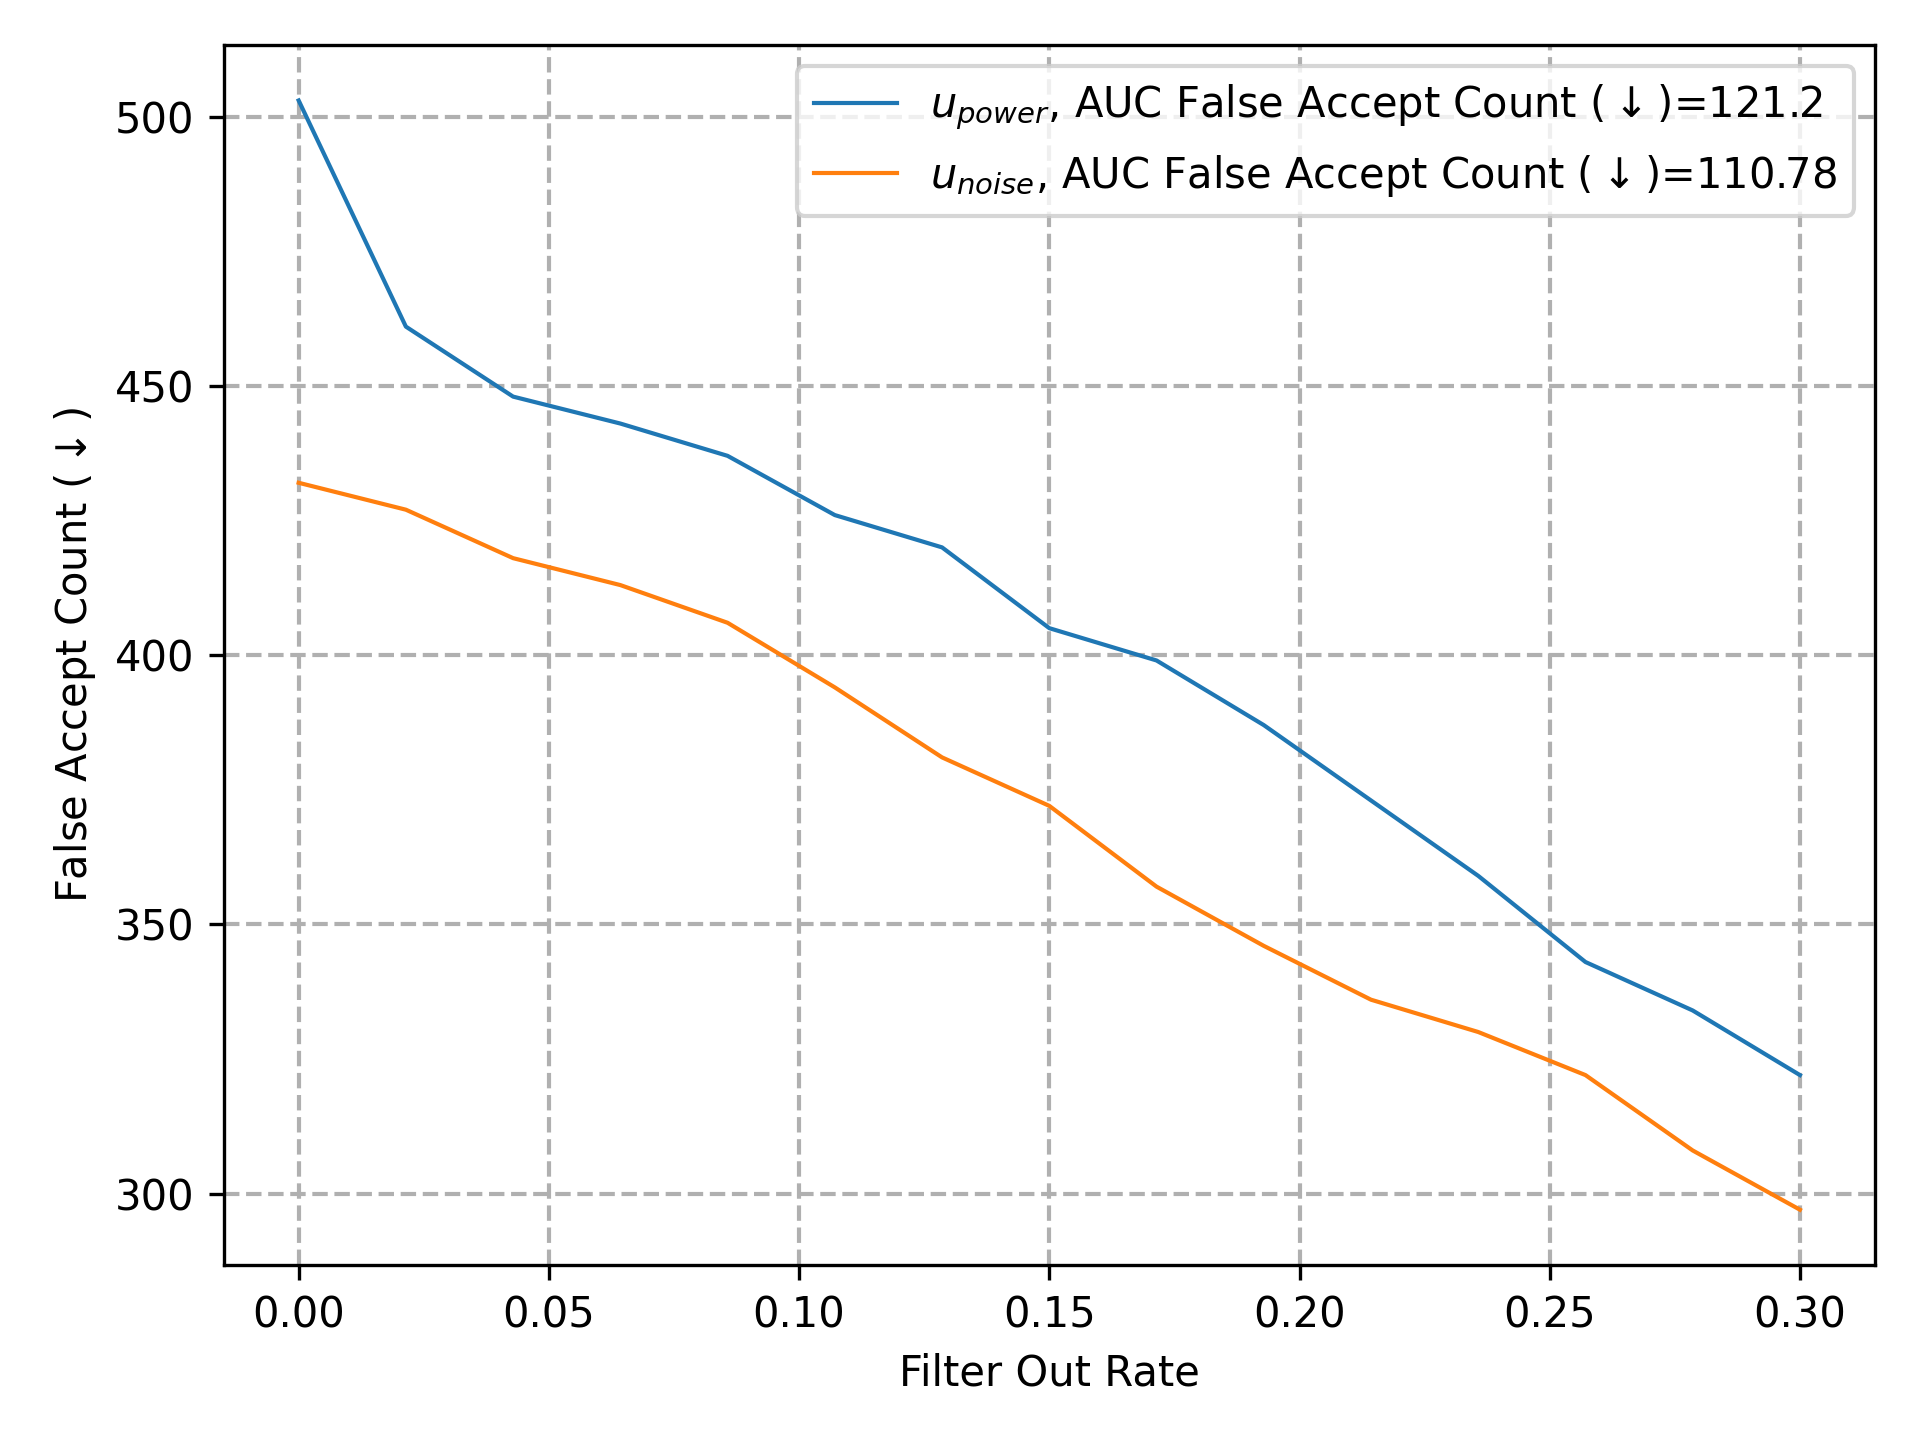 u_power, AUC False Accept Count (↓)=121.2
u_noise, AUC False Accept Count (↓)=110.78
False Accept Count (↓)
500
450
400
350
300
0.00 0.05 0.10 0.15 0.20 0.25 0.30
Filter Out Rate